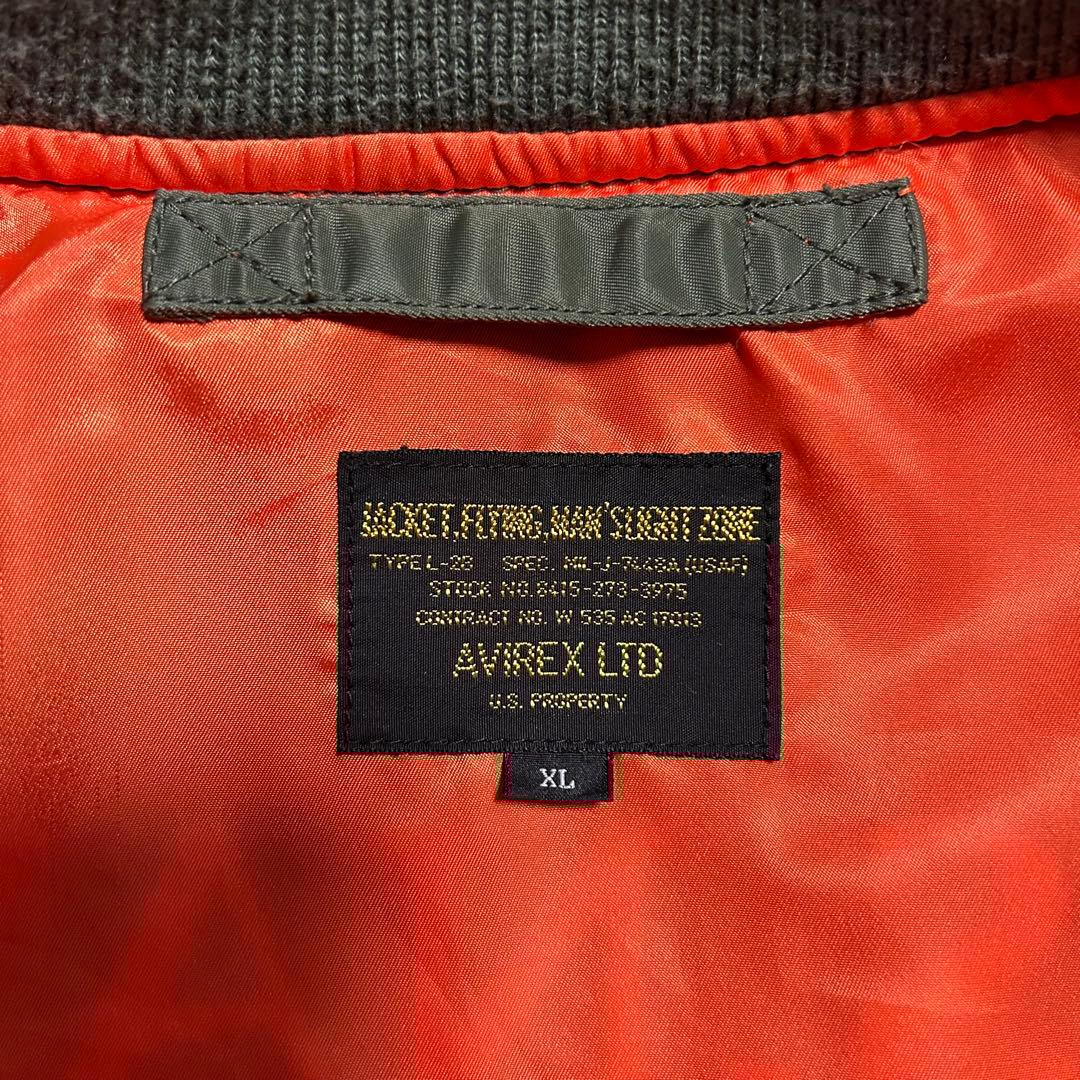 JACKET, FLYING, MAN'S LIGHT ZONE
TYPE L-2B SPEC. MIL-J-7448A (USAF)
STOCK NO. 8415-273-3975
CONTRACT NO. W 535 AC 17013
AVIREX LTD
U.S. PROPERTY
XL